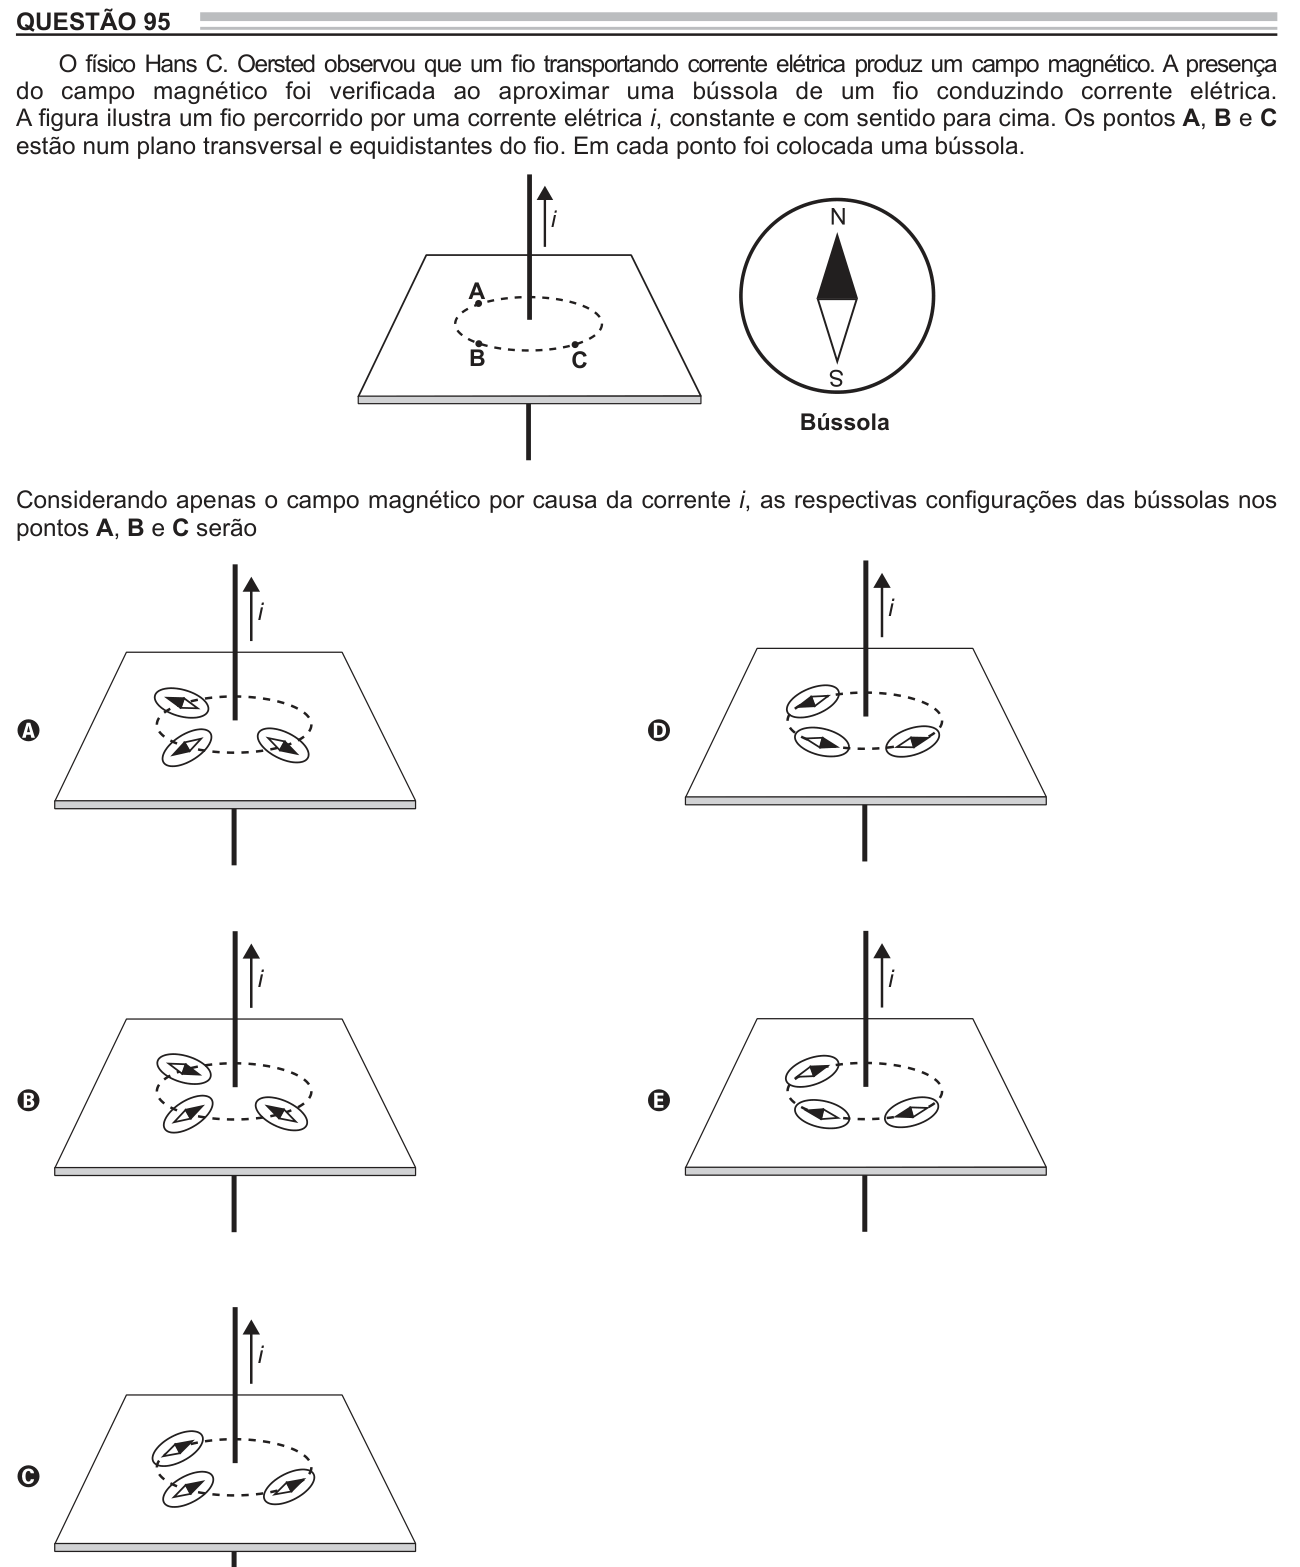 QUESTÃO 95
O físico Hans C. Oersted observou que um fio transportando corrente elétrica produz um campo magnético. A presença
do campo magnético foi verificada ao aproximar uma bússola de um fio conduzindo corrente elétrica.
A figura ilustra um fio percorrido por uma corrente elétrica i, constante e com sentido para cima. Os pontos A, B e C
estão num plano transversal e equidistantes do fio. Em cada ponto foi colocada uma bússola.
i
N
A
B
C
S
Bússola
Considerando apenas o campo magnético por causa da corrente i, as respectivas configurações das bússolas nos
pontos A, B e C serão
i
i
A
D
i
i
B
E
i
C